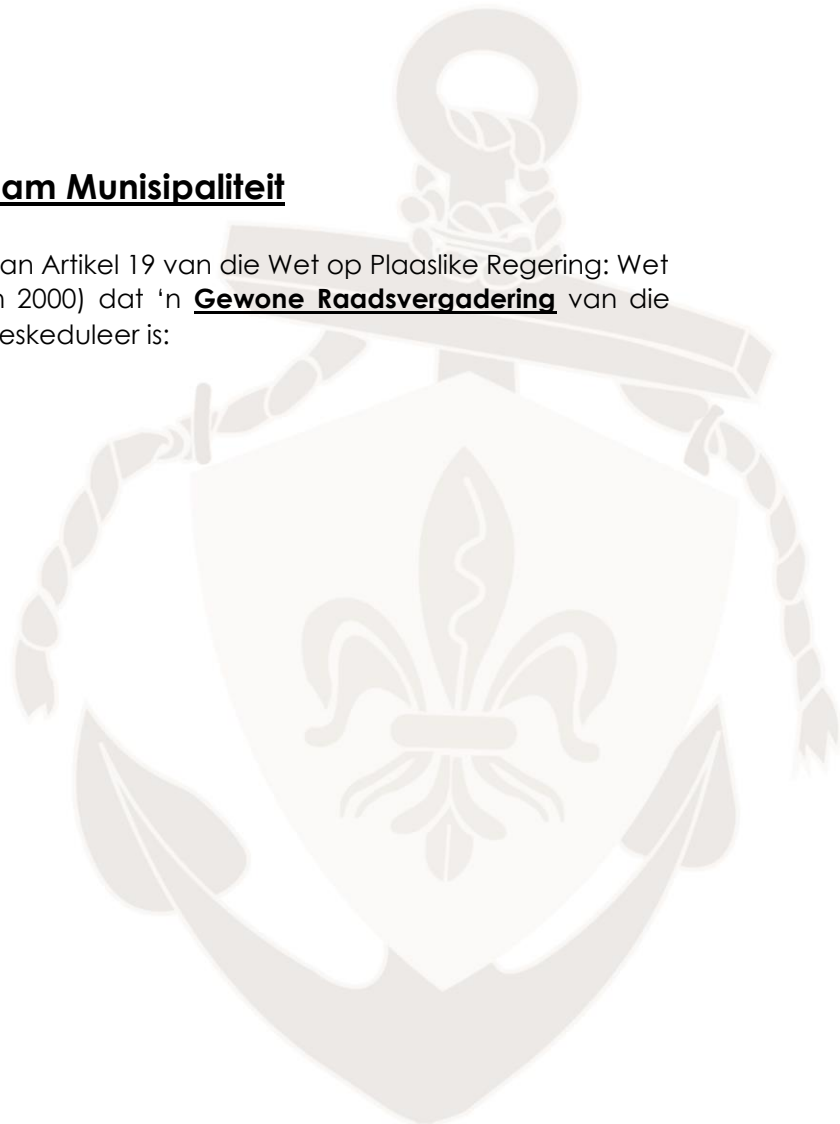 am Munisipaliteit
an Artikel 19 van die Wet op Plaaslike Regering: Wet
2000) dat ‘n Gewone Raadsvergadering van die
eskeduleer is: